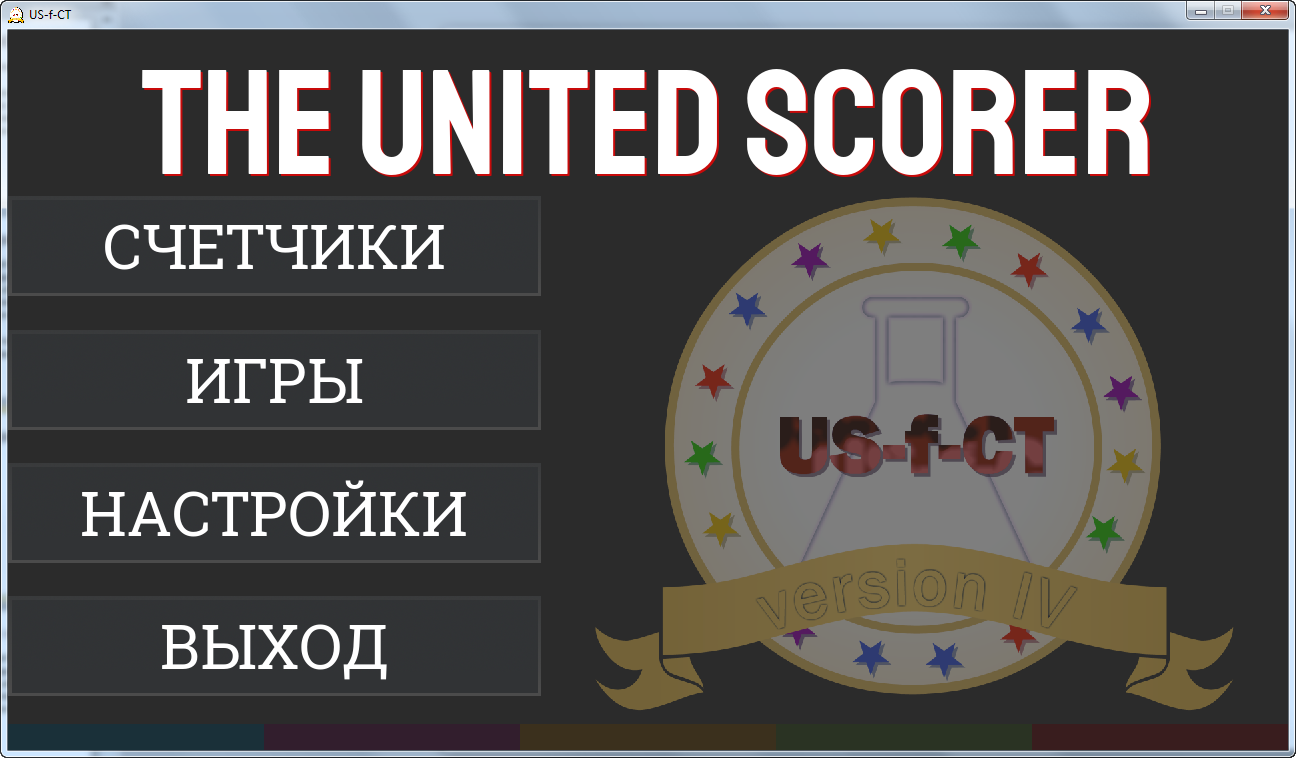 US-f-CT
THE UNITED SCORER
СЧЕТЧИКИ
ИГРЫ
НАСТРОЙКИ
ВЫХОД
US-f-CT
version IV